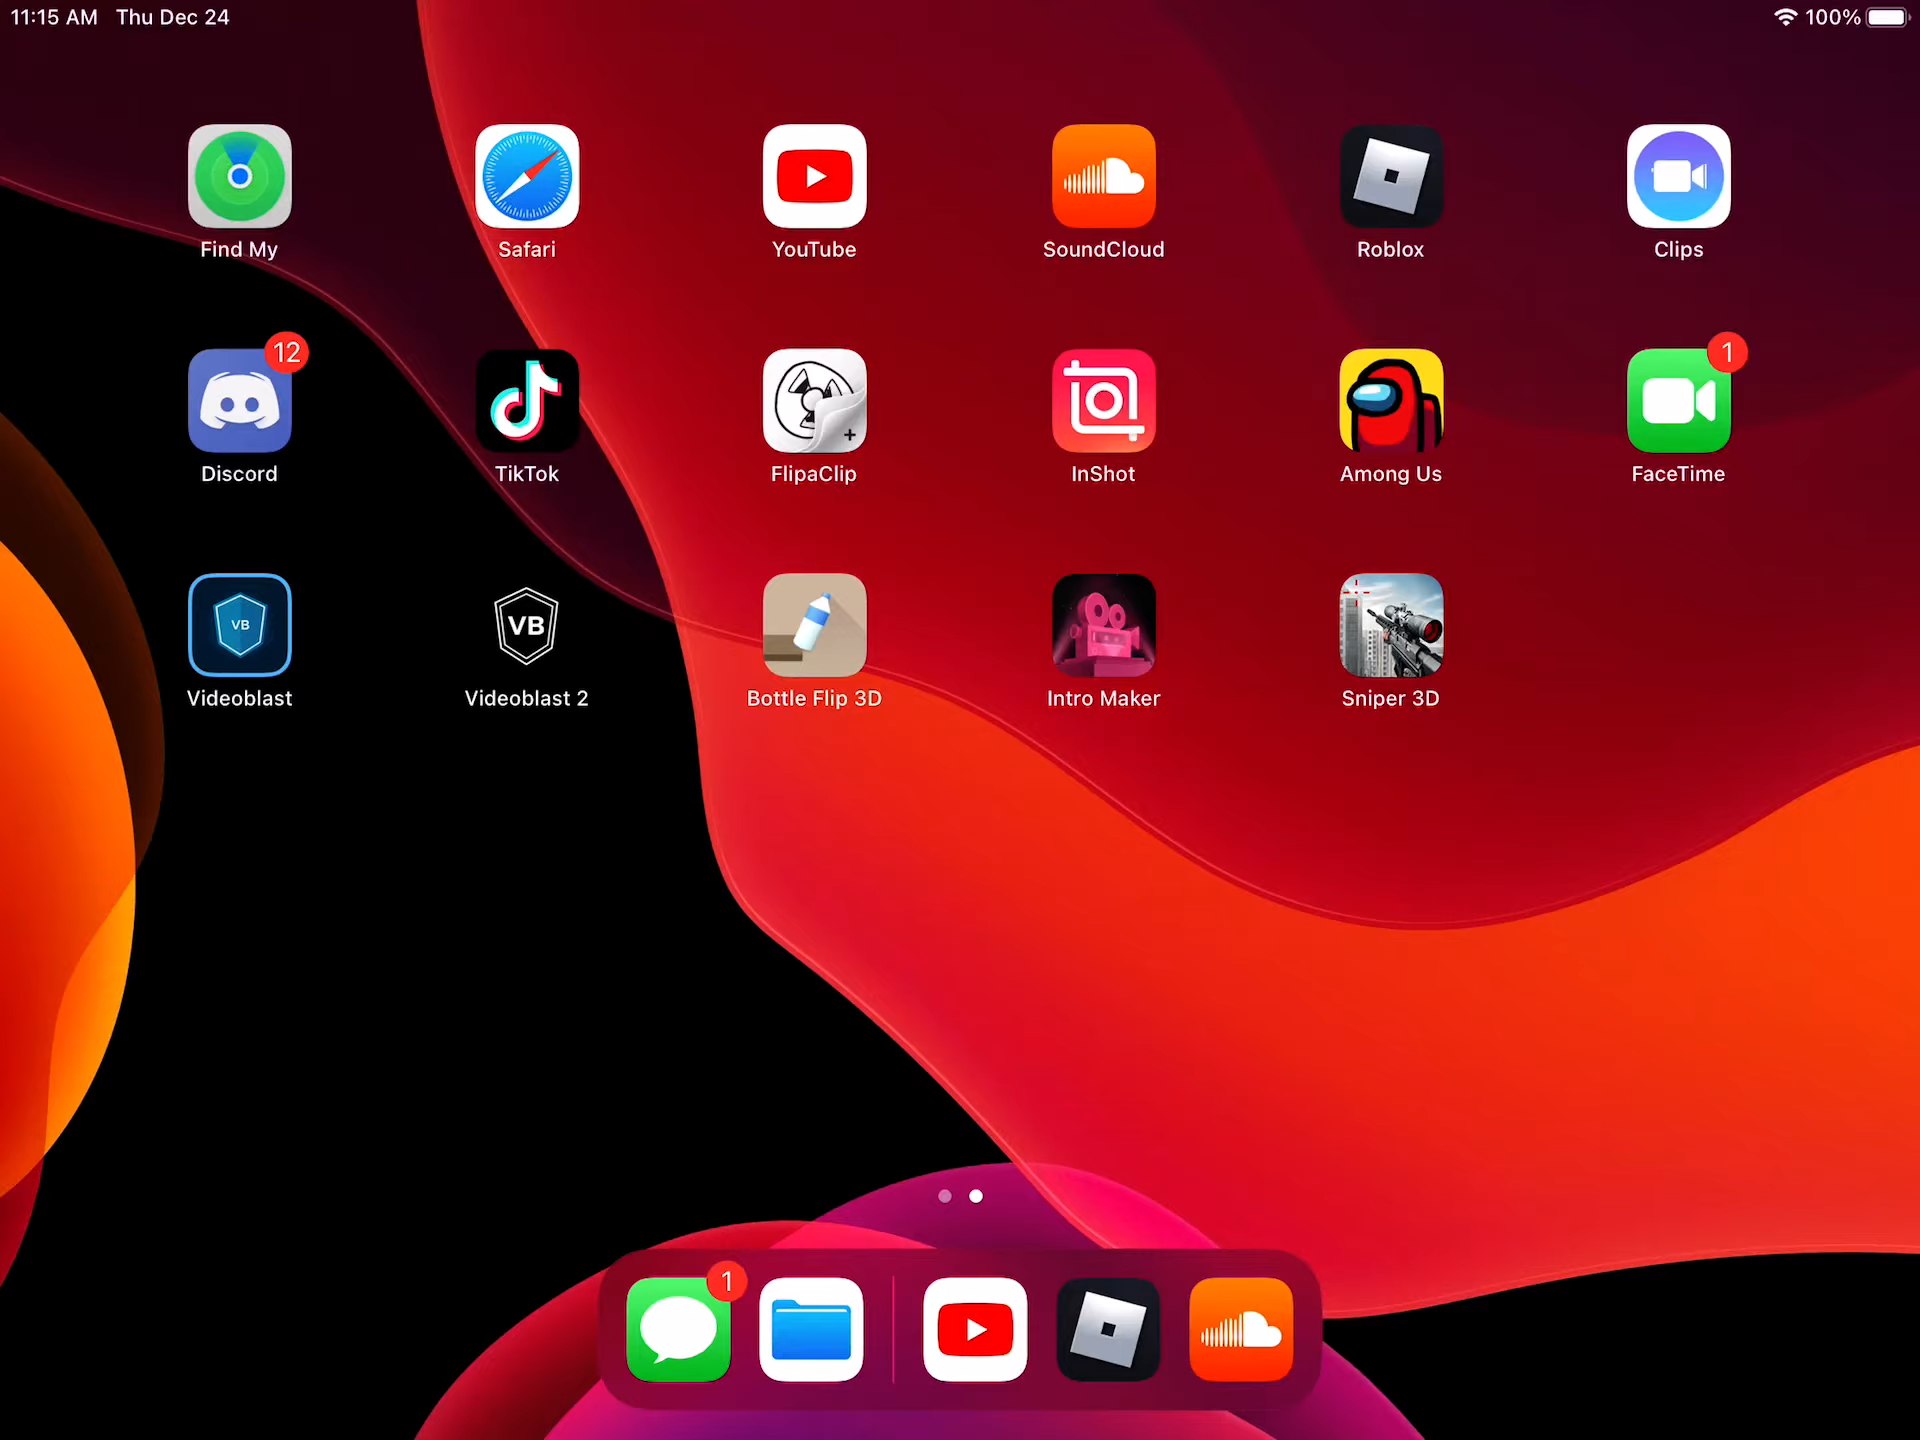 11:15 AM Thu Dec 24
100%
Find My
Safari
YouTube
SoundCloud
Roblox
Clips
12
1
Discord
TikTok
FlipaClip
InShot
Among Us
FaceTime
VB
VB
Videoblast
Videoblast 2
Bottle Flip 3D
Intro Maker
Sniper 3D
1